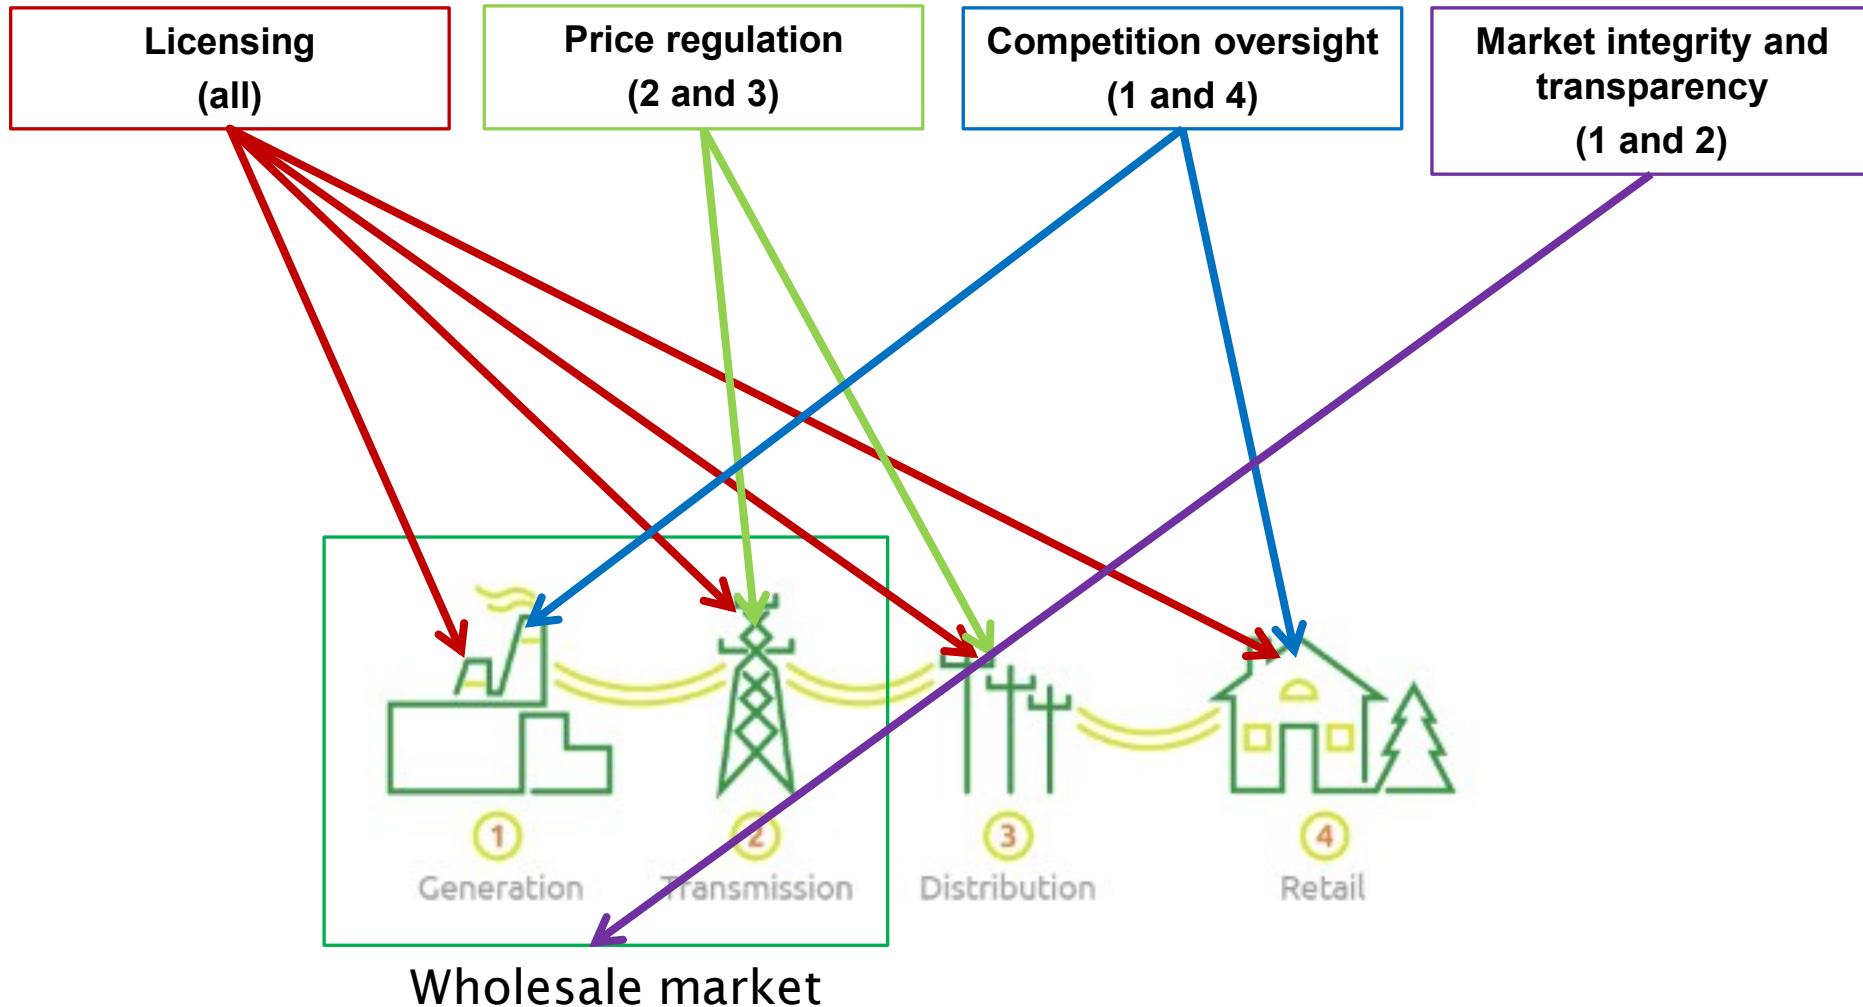 Licensing
(all)
Price regulation
(2 and 3)
Competition oversight
(1 and 4)
Market integrity and
transparency
(1 and 2)
1
2
3
4
Generation
Transmission
Distribution
Retail
Wholesale market